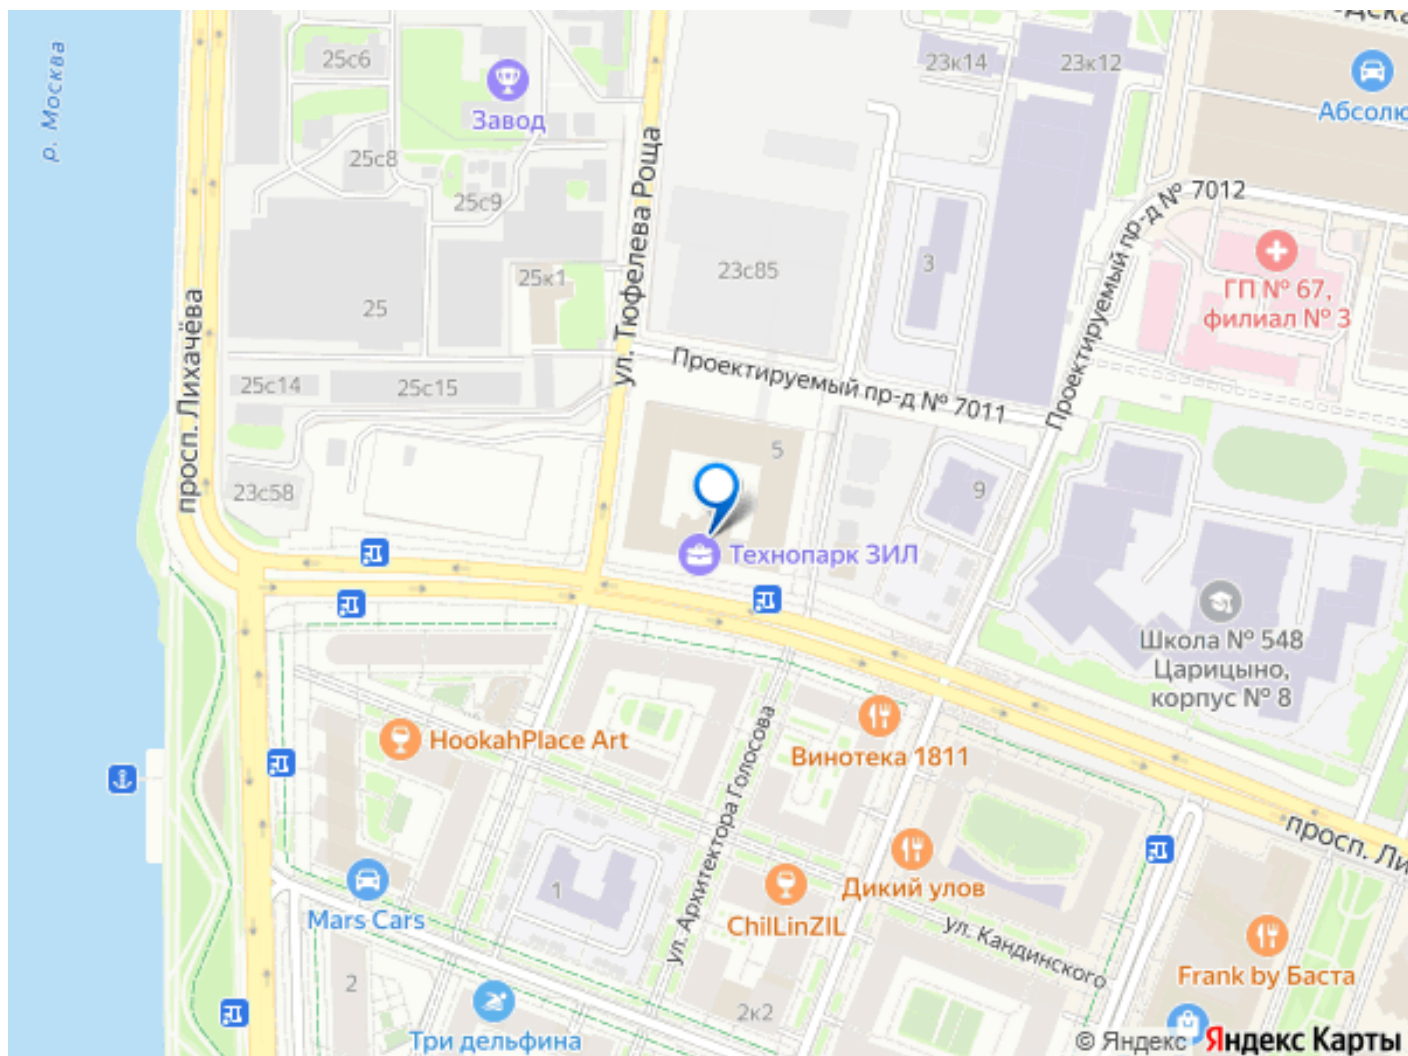 р. Москва
25с6
Завод
23к14
23к12
Абсолю
25с8
25с9
ул. Тюфелева Роща
Проектируемый пр-д № 7012
25к1
23с85
3
ГП № 67,
филиал № 3
25
просп. Лихачёва
25с14
25с15
Проектируемый пр-д № 7011
5
9
23с58
Технопарк ЗИЛ
Школа № 548
Царицыно,
корпус № 8
HookahPlace Art
Винотека 1811
ул. Архитектора Голосова
просп. Ли
1
Mars Cars
Дикий улов
ChilLinZIL
ул. Кандинского
Frank by Баста
2
2к2
Три дельфина
© Яндекс Яндекс Карты